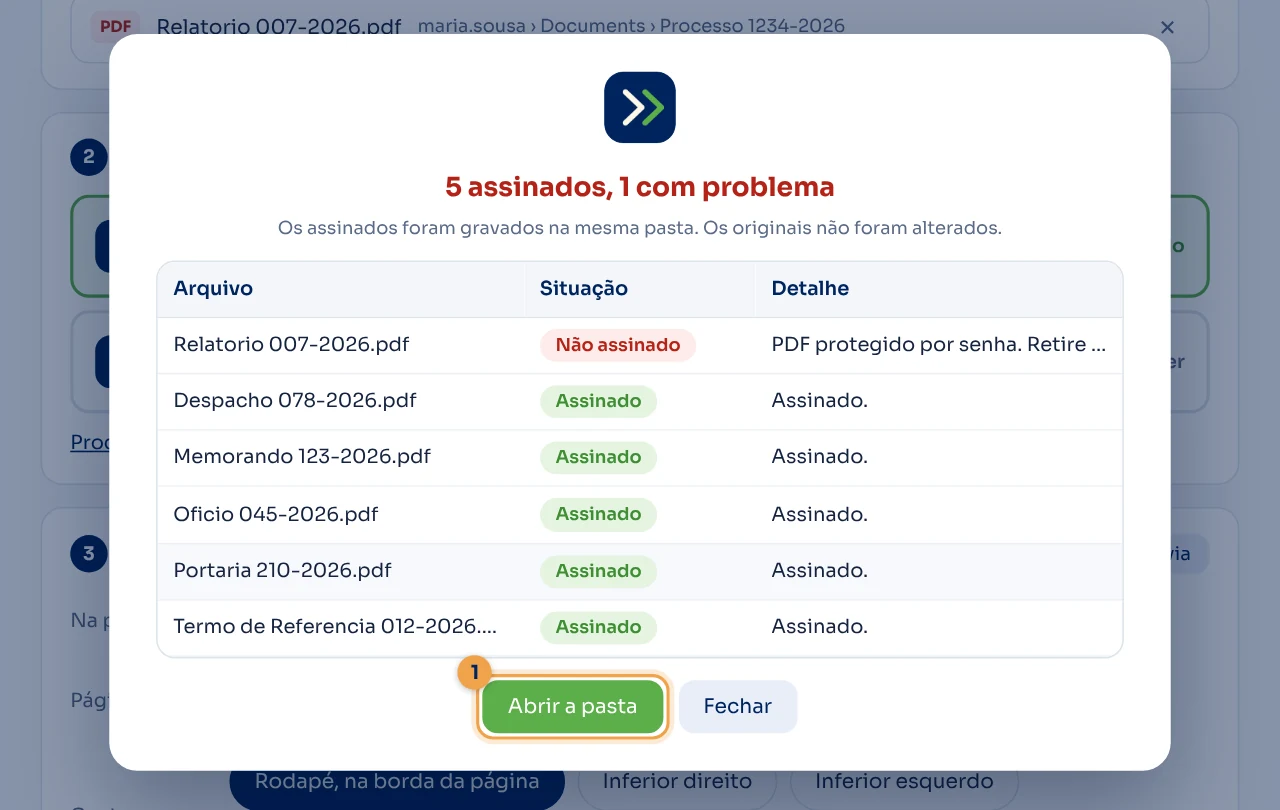 PDF Relatorio 007-2026.pdf maria.sousa › Documents › Processo 1234-2026 ×
5 assinados, 1 com problema
Os assinados foram gravados na mesma pasta. Os originais não foram alterados.
2
Arquivo Situação Detalhe
Relatorio 007-2026.pdf Não assinado PDF protegido por senha. Retire ...
Despacho 078-2026.pdf Assinado Assinado.
Memorando 123-2026.pdf Assinado Assinado.
Oficio 045-2026.pdf Assinado Assinado.
3
Portaria 210-2026.pdf Assinado Assinado.
Termo de Referencia 012-2026.... Assinado Assinado.
1
Abrir a pasta Fechar
Rodapé, na borda da página Inferior direito Inferior esquerdo